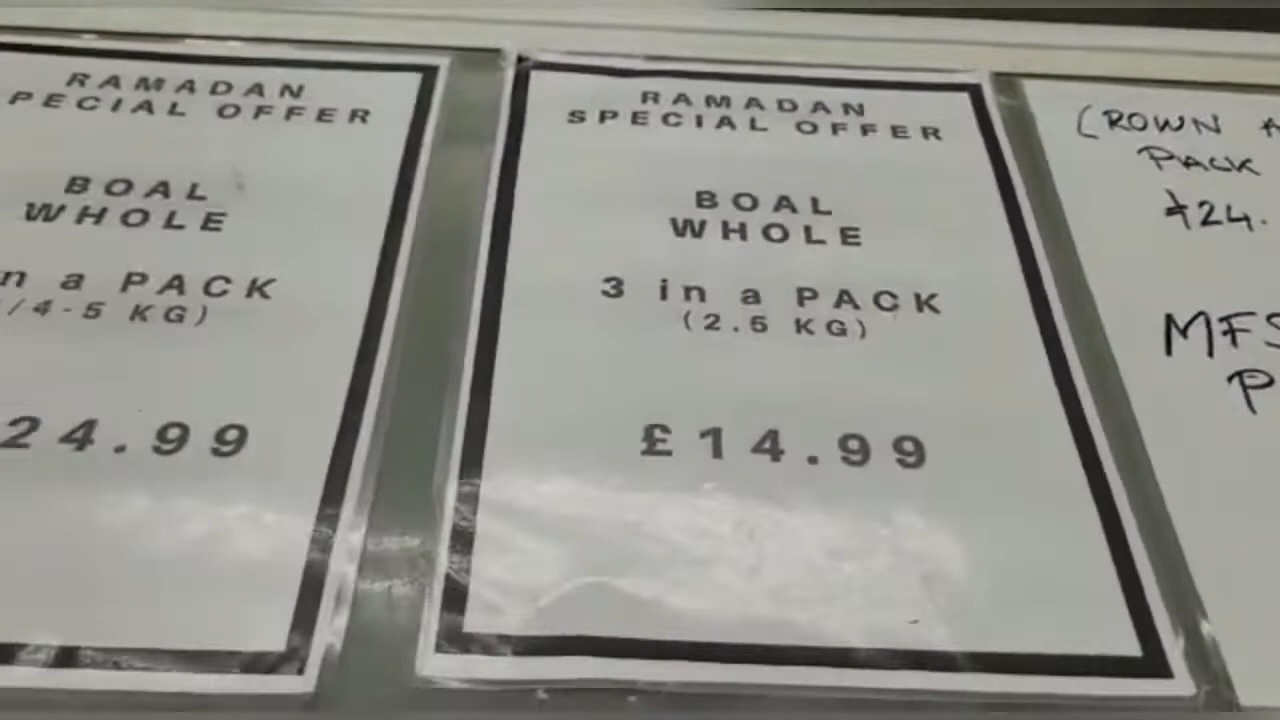 RAMADAN
PECIAL OFFER
BOAL
WHOLE
n a PACK
/4-5 KG)
24.99
RAMADAN
SPECIAL OFFER
BOAL
WHOLE
3 in a PACK
(2.5 KG)
£14.99
CROWN
PACK
£24.
MFS
P